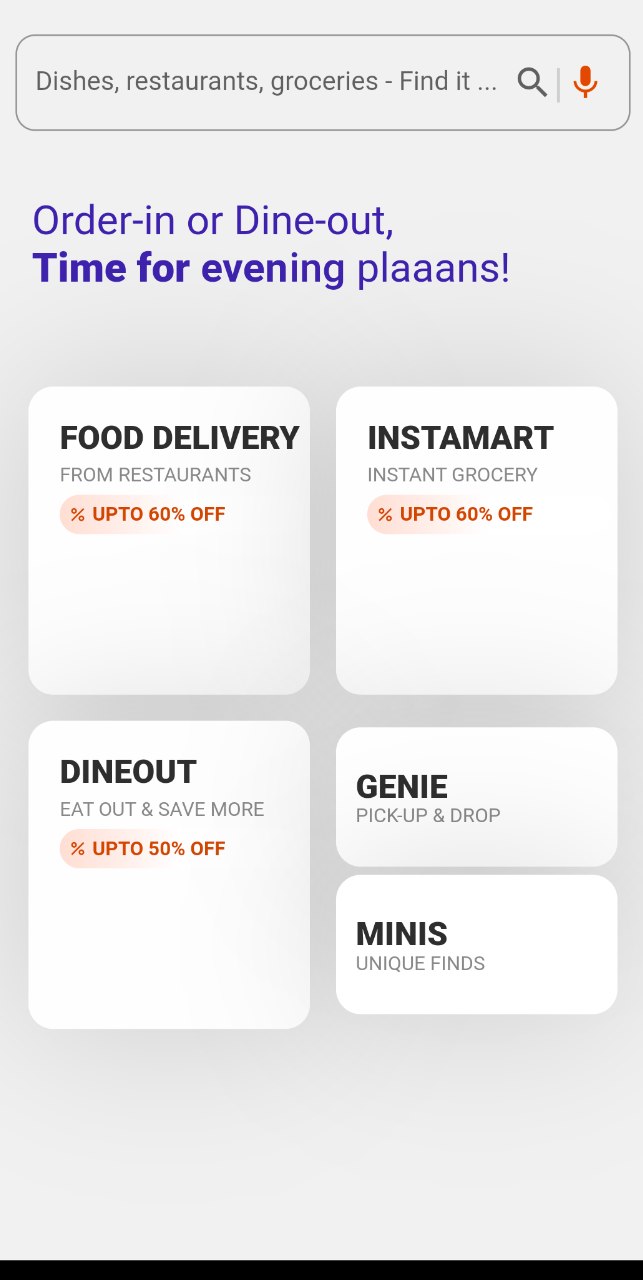 Dishes, restaurants, groceries - Find it ...
Order-in or Dine-out,
Time for evening plaaans!
FOOD DELIVERY
FROM RESTAURANTS
% UPTO 60% OFF
INSTAMART
INSTANT GROCERY
% UPTO 60% OFF
DINEOUT
EAT OUT & SAVE MORE
% UPTO 50% OFF
GENIE
PICK-UP & DROP
MINIS
UNIQUE FINDS